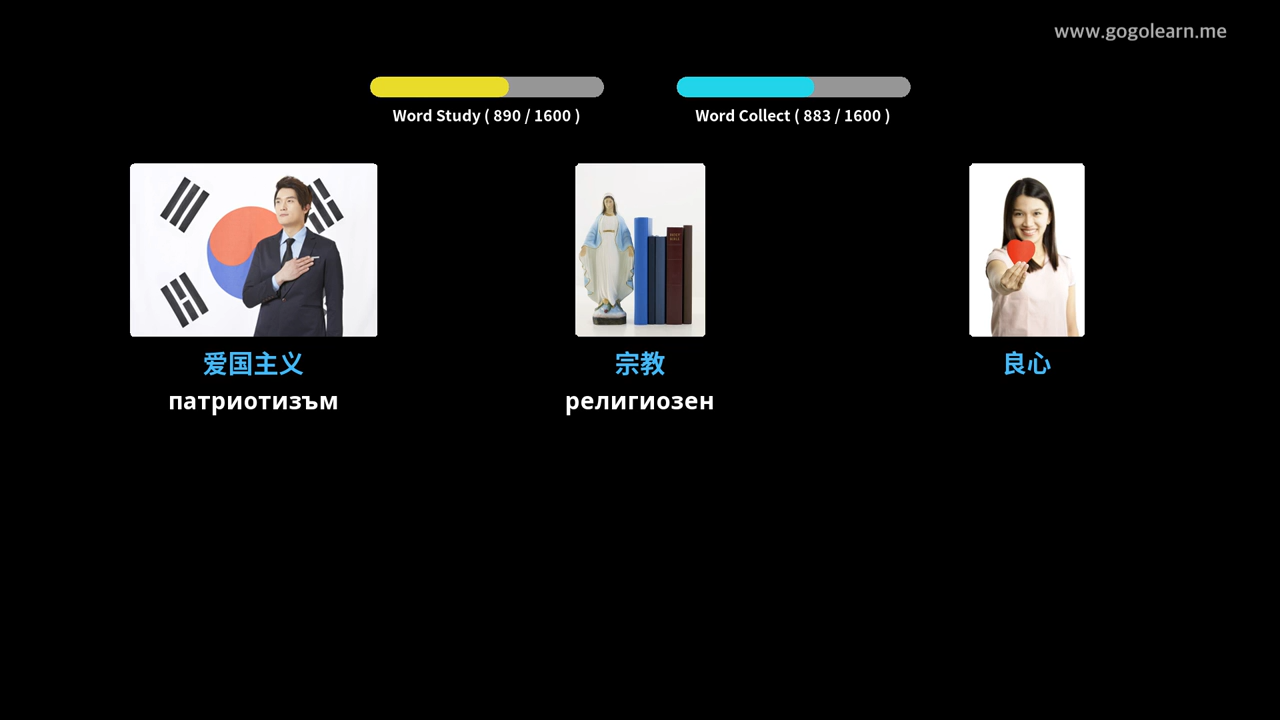 www.gogolearn.me
Word Study ( 890 / 1600 )
Word Collect ( 883 / 1600 )
爱国主义
宗教
良心
патриотизъм
религиозен